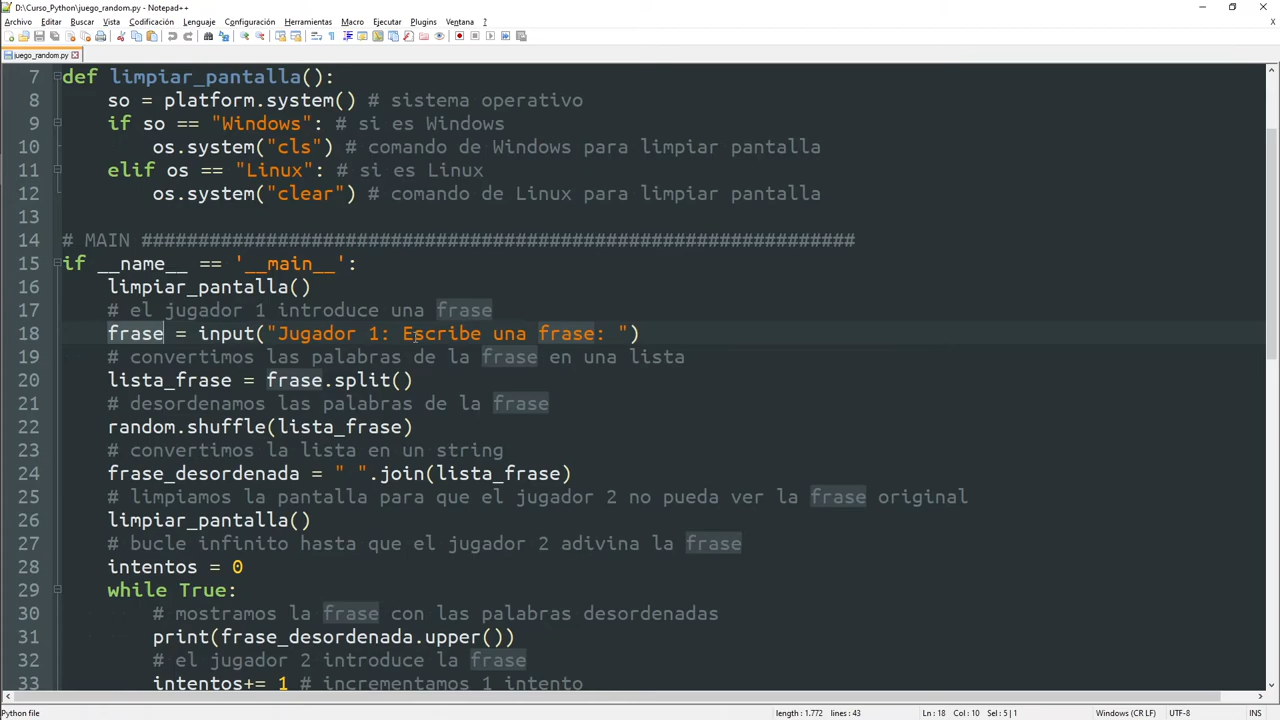 D:\Curso_Python\juego_random.py - Notepad++
Archivo Editar Buscar Vista Codificación Lenguaje Configuración Herramientas Macro Ejecutar Plugins Ventana ?
juego_random.py
7 def limpiar_pantalla():
8 so = platform.system() # sistema operativo
9 if so == "Windows": # si es Windows
10 os.system("cls") # comando de Windows para limpiar pantalla
11 elif os == "Linux": # si es Linux
12 os.system("clear") # comando de Linux para limpiar pantalla
13
14 # MAIN ###############################################################
15 if __name__ == '__main__':
16 limpiar_pantalla()
17 # el jugador 1 introduce una frase
18 frase = input("Jugador 1: Escribe una frase: ")
19 # convertimos las palabras de la frase en una lista
20 lista_frase = frase.split()
21 # desordenamos las palabras de la frase
22 random.shuffle(lista_frase)
23 # convertimos la lista en un string
24 frase_desordenada = " ".join(lista_frase)
25 # limpiamos la pantalla para que el jugador 2 no pueda ver la frase original
26 limpiar_pantalla()
27 # bucle infinito hasta que el jugador 2 adivina la frase
28 intentos = 0
29 while True:
30 # mostramos la frase con las palabras desordenadas
31 print(frase_desordenada.upper())
32 # el jugador 2 introduce la frase
33 intentos+= 1 # incrementamos 1 intento
Python file length : 1.772 lines : 43 Ln : 18 Col : 10 Sel : 5 | 1 Windows (CR LF) UTF-8 INS